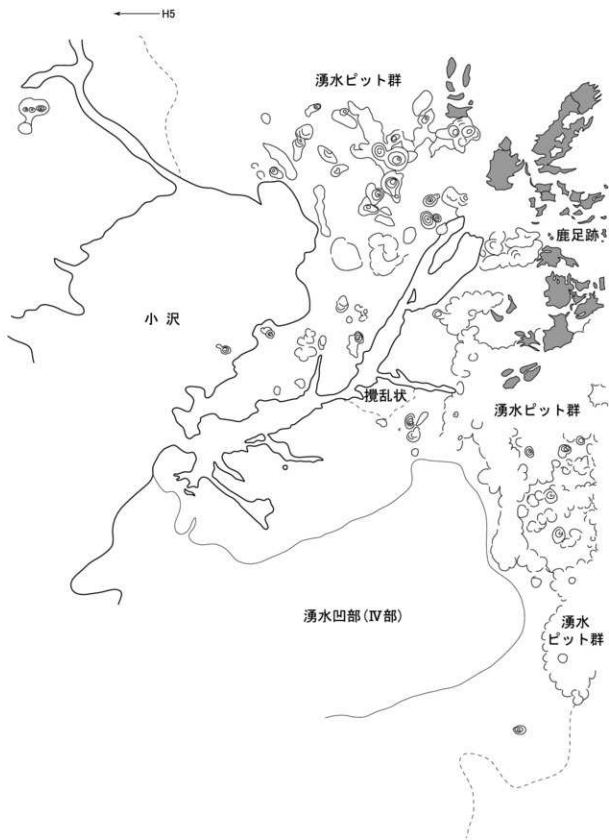 H5
湧水ピット群
鹿足跡
小 沢
攪乱状
湧水ピット群
湧水凹部(Ⅳ部)
湧水
ピット群